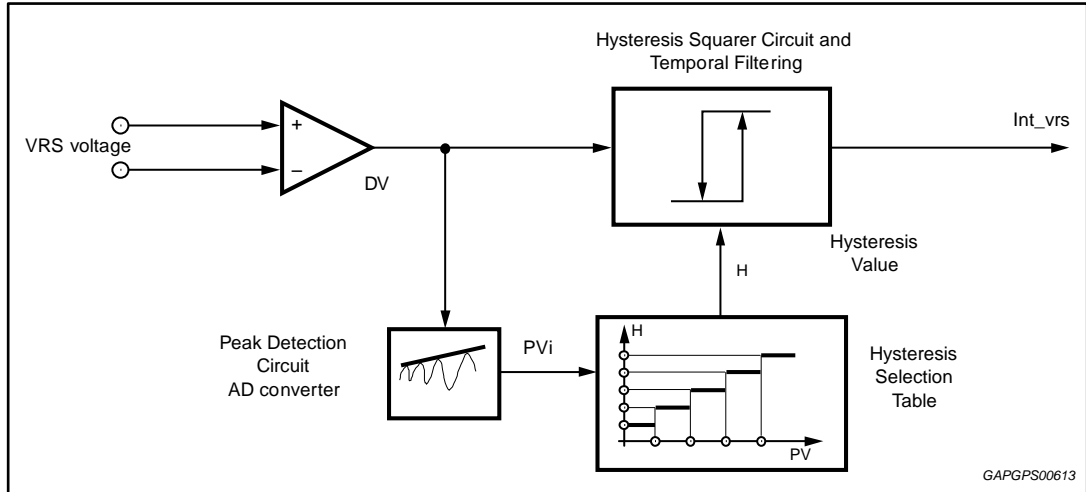 Hysteresis Squarer Circuit and
Temporal Filtering
Int_vrs
VRS voltage
+
−
DV
Hysteresis
Value
H
Peak Detection
Circuit
AD converter
PVi
H
PV
Hysteresis
Selection
Table
GAPGPS00613